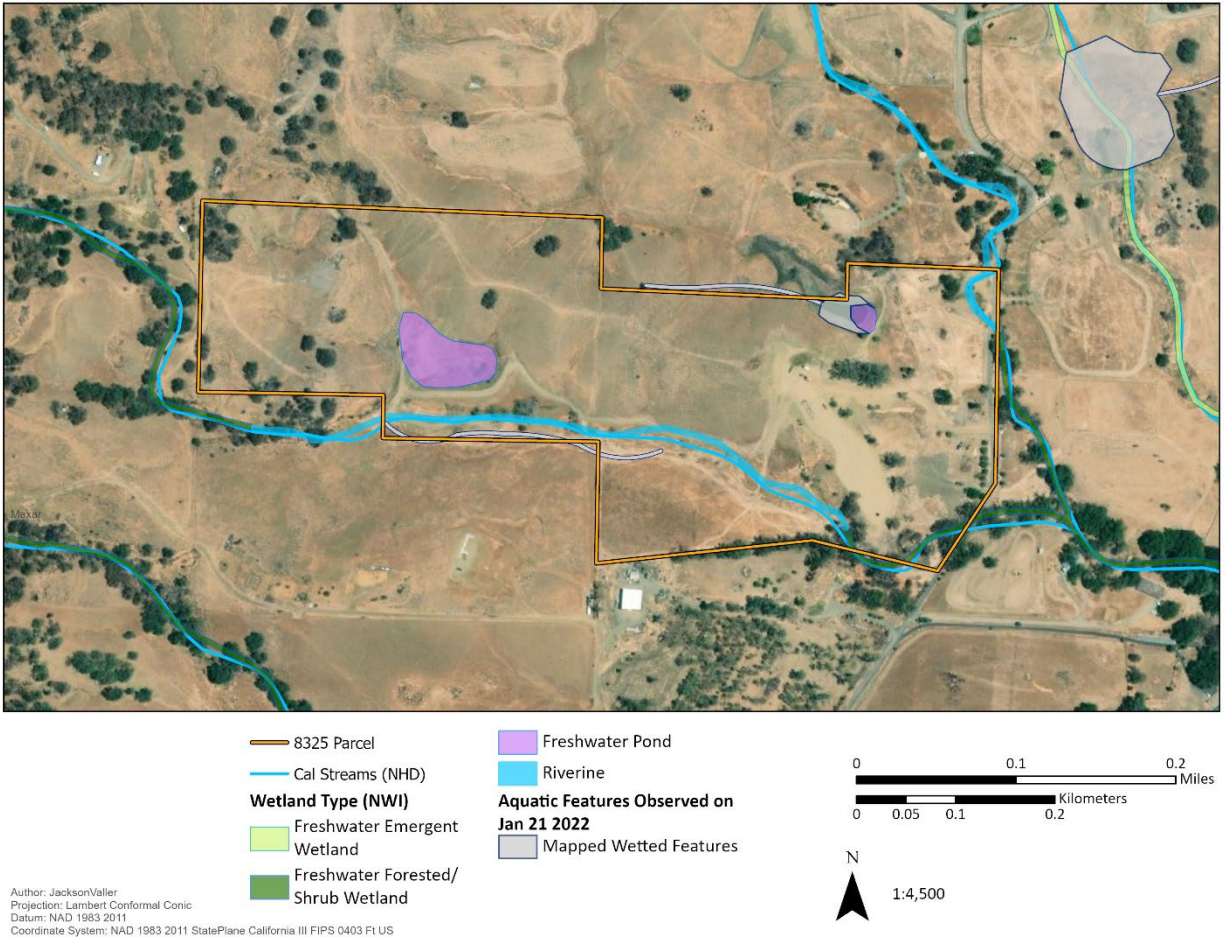 Maxar
8325 Parcel
Cal Streams (NHD)
Wetland Type (NWI)
Freshwater Emergent
Wetland
Freshwater Forested/
Shrub Wetland
Freshwater Pond
Riverine
Aquatic Features Observed on
Jan 21 2022
Mapped Wetted Features
0 0.1 0.2
Miles
Kilometers
0 0.05 0.1 0.2
N
1:4,500
Author: JacksonValler
Projection: Lambert Conformal Conic
Datum: NAD 1983 2011
Coordinate System: NAD 1983 2011 StatePlane California III FIPS 0403 Ft US